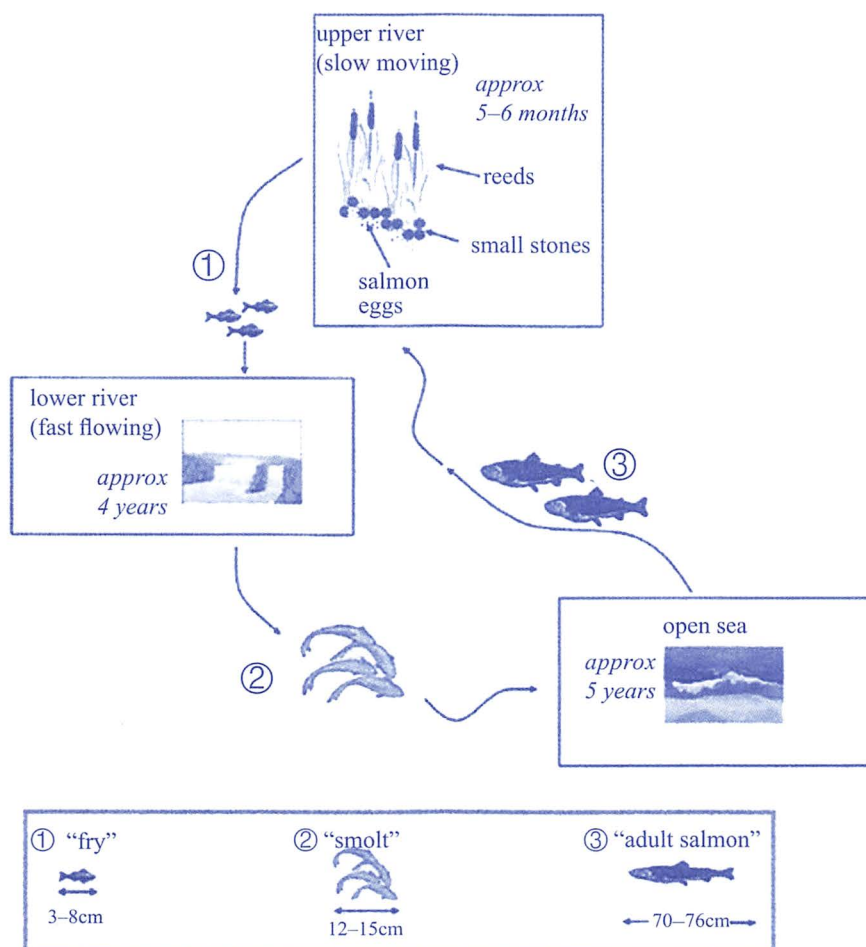 upper river
(slow moving)
approx
5–6 months
reeds
small stones
salmon
eggs
①
lower river
(fast flowing)
approx
4 years
③
②
open sea
approx
5 years
① “fry”
3–8cm
② “smolt”
12–15cm
③ “adult salmon”
70–76cm